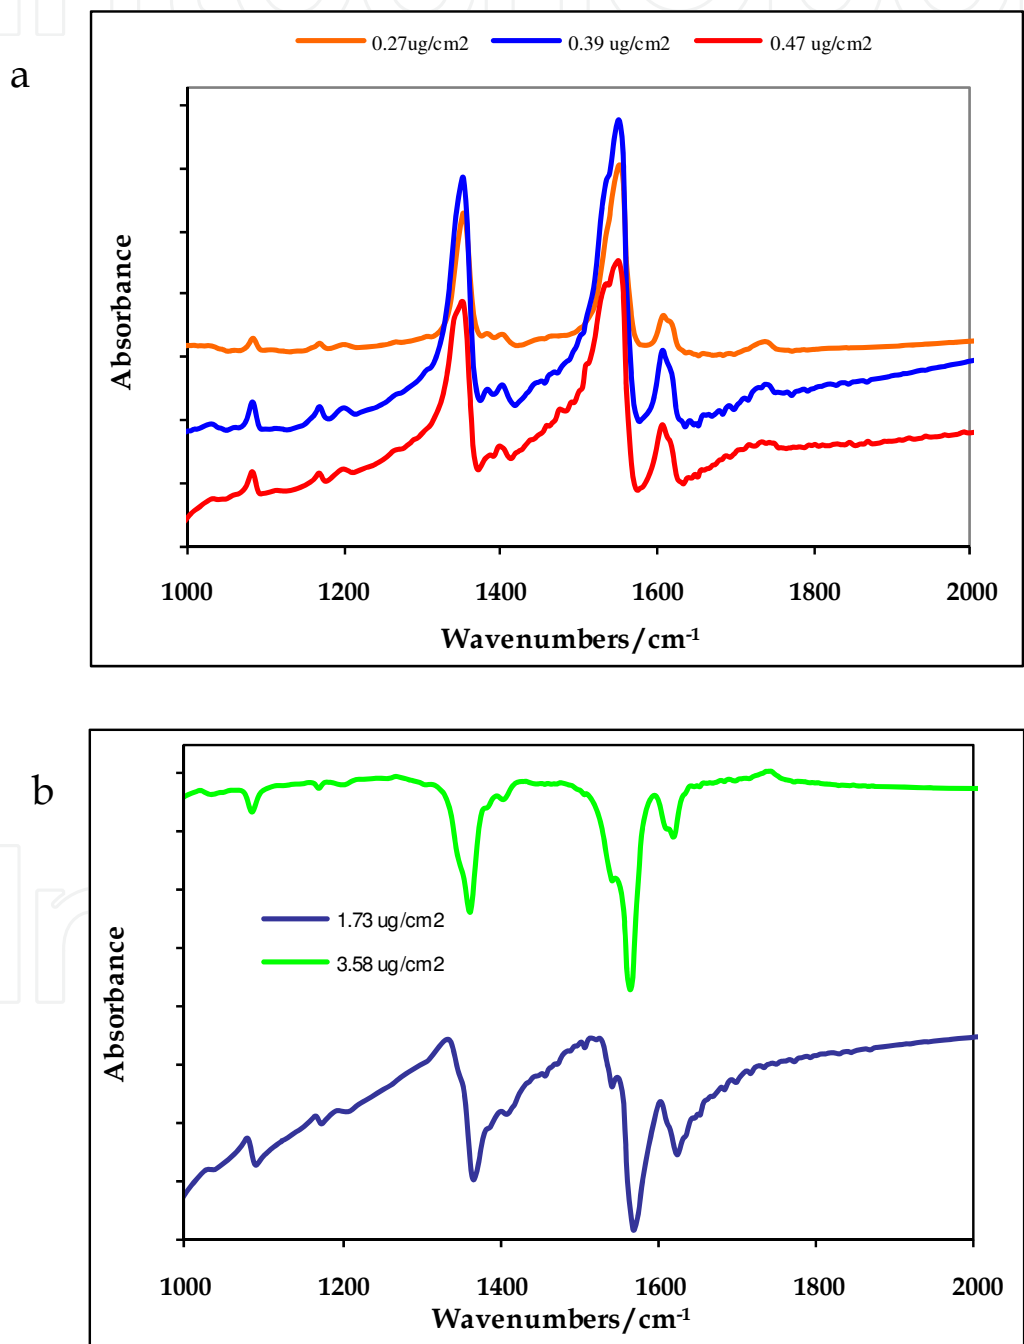 0.27ug/cm2 0.39 ug/cm2 0.47 ug/cm2
a
Absorbance
1000 1200 1400 1600 1800 2000
Wavenumbers/cm-1
b
1.73 ug/cm2
3.58 ug/cm2
Absorbance
1000 1200 1400 1600 1800 2000
Wavenumbers/cm-1